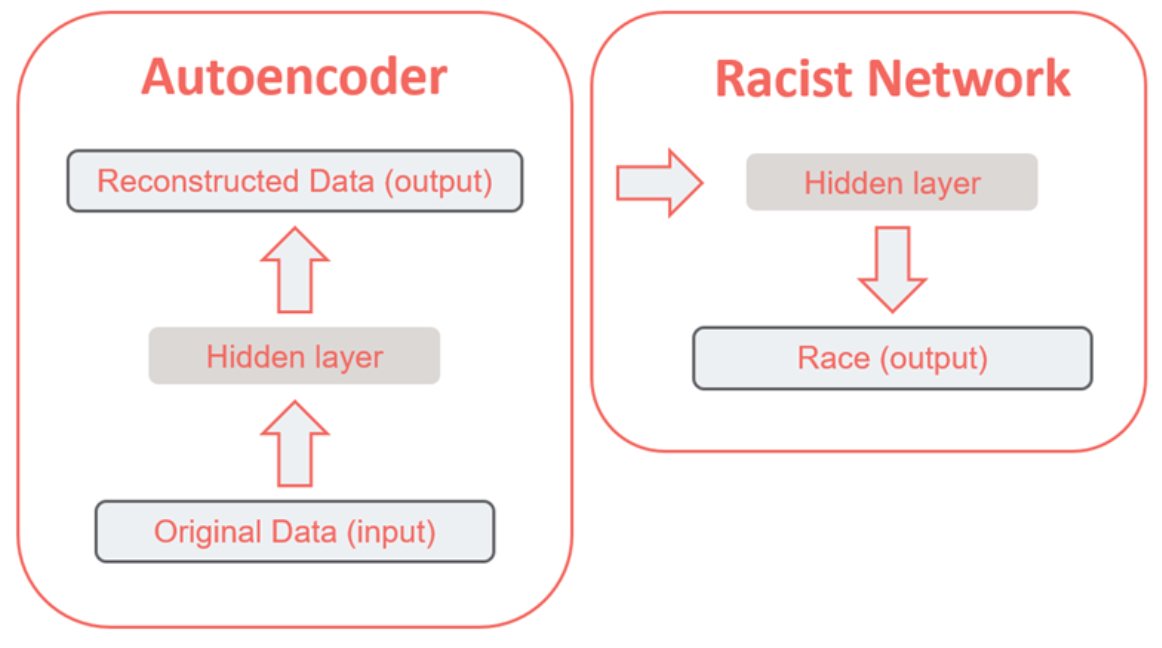 Autoencoder
Reconstructed Data (output)
Hidden layer
Original Data (input)
Racist Network
Hidden layer
Race (output)